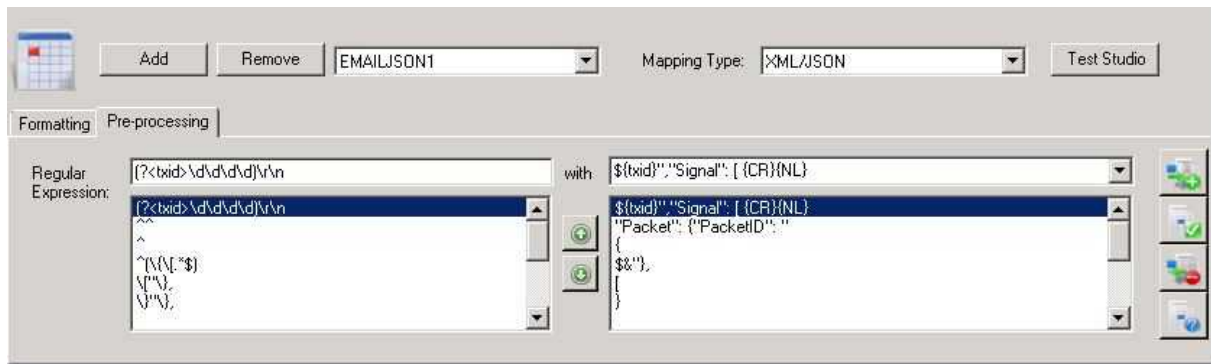 Add
Remove
EMAILJSON1
Mapping Type:
XML/JSON
Test Studio
Formatting
Pre-processing
Regular
Expression:
(?<txid>\d\d\d\d)\r\n
with
${txid}","Signal": [ {CR}{NL}
(?<txid>\d\d\d\d)\r\n
^^
^
^(\{\[.*$)
\["\},
\}"\},
${txid}","Signal": [ {CR}{NL}
"Packet": {"PacketID": "
{
$&"},
[
}